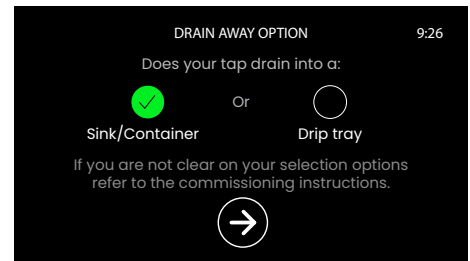 DRAIN AWAY OPTION 9:26
Does your tap drain into a:
Or
Sink/Container Drip tray
If you are not clear on your selection options
refer to the commissioning instructions.